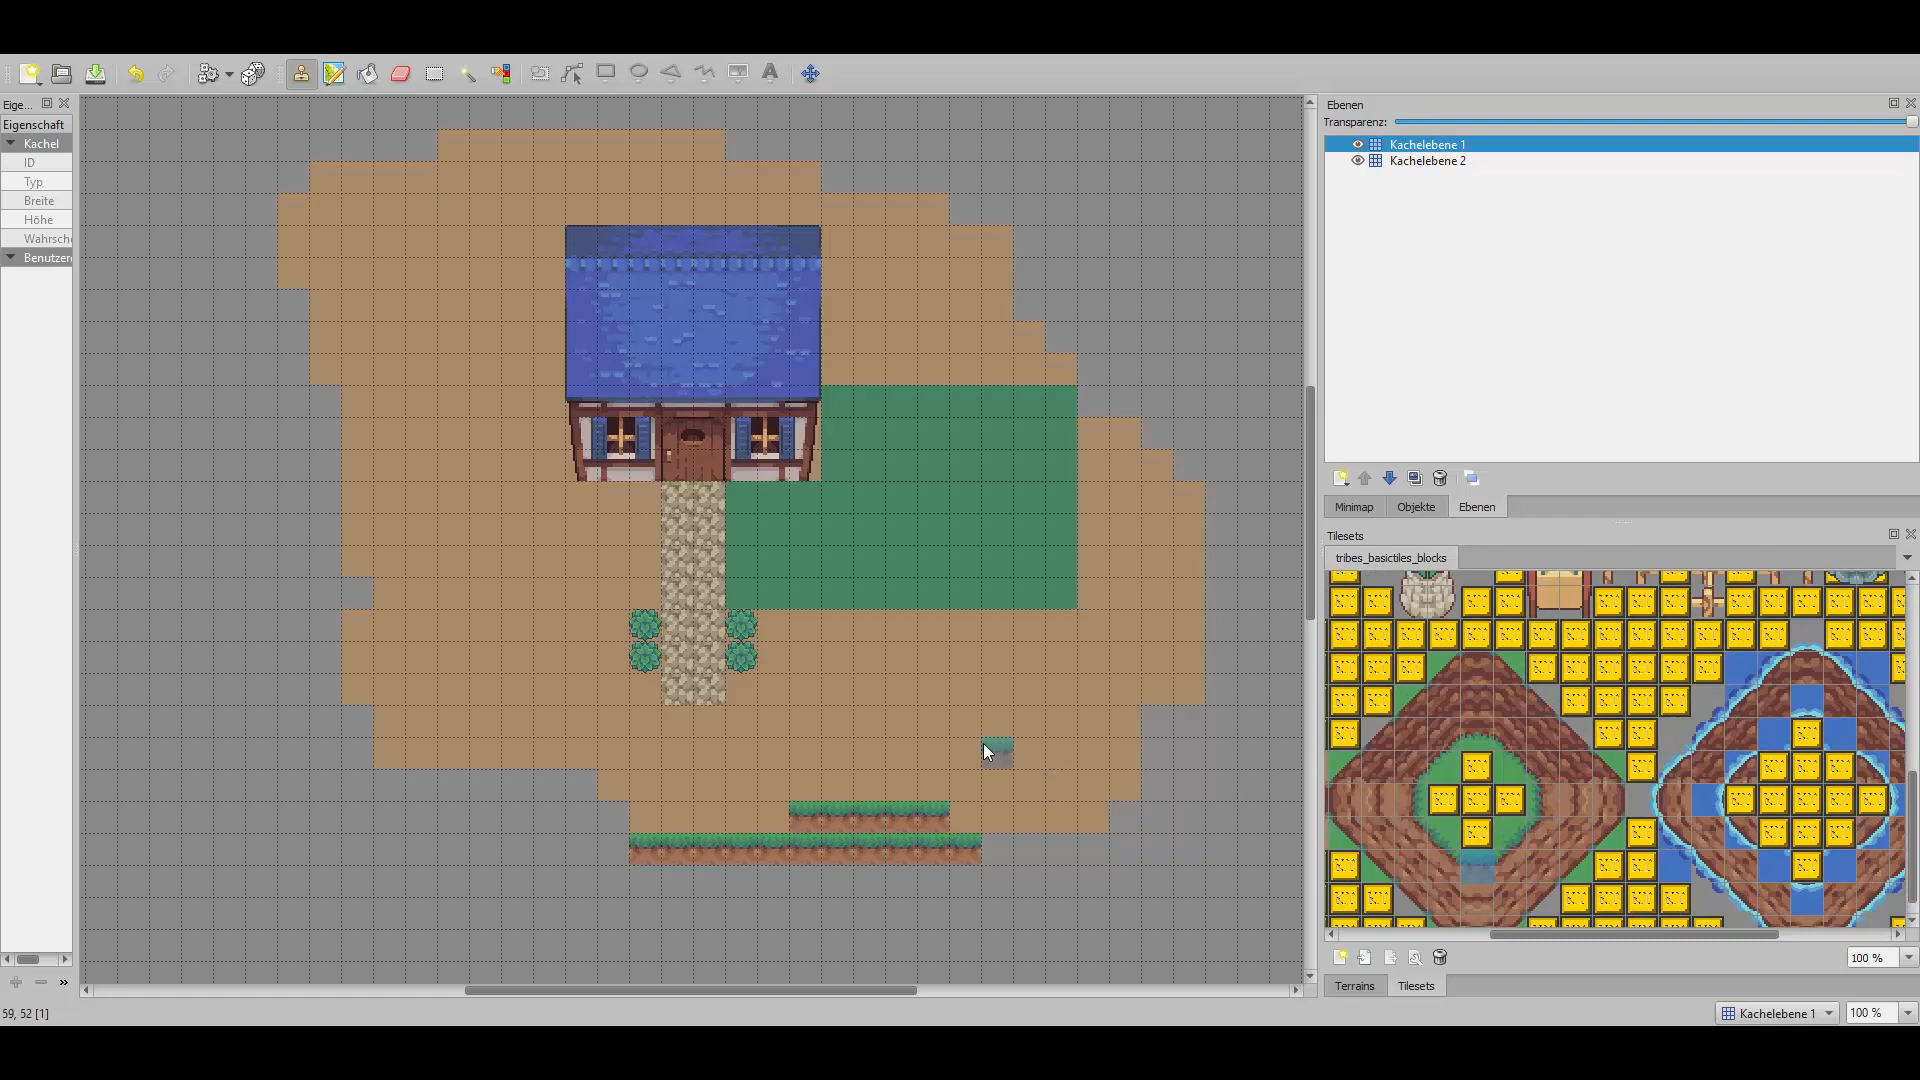 Eige...
Eigenschaft
Kachel
ID
Typ
Breite
Höhe
Wahrsche
Benutzer
59, 52 [1]
Ebenen
Transparenz:
Kachelebene 1
Kachelebene 2
Minimap
Objekte
Ebenen
Tilesets
tribes_basictiles_blocks
100 %
Terrains
Tilesets
Kachelebene 1
100 %